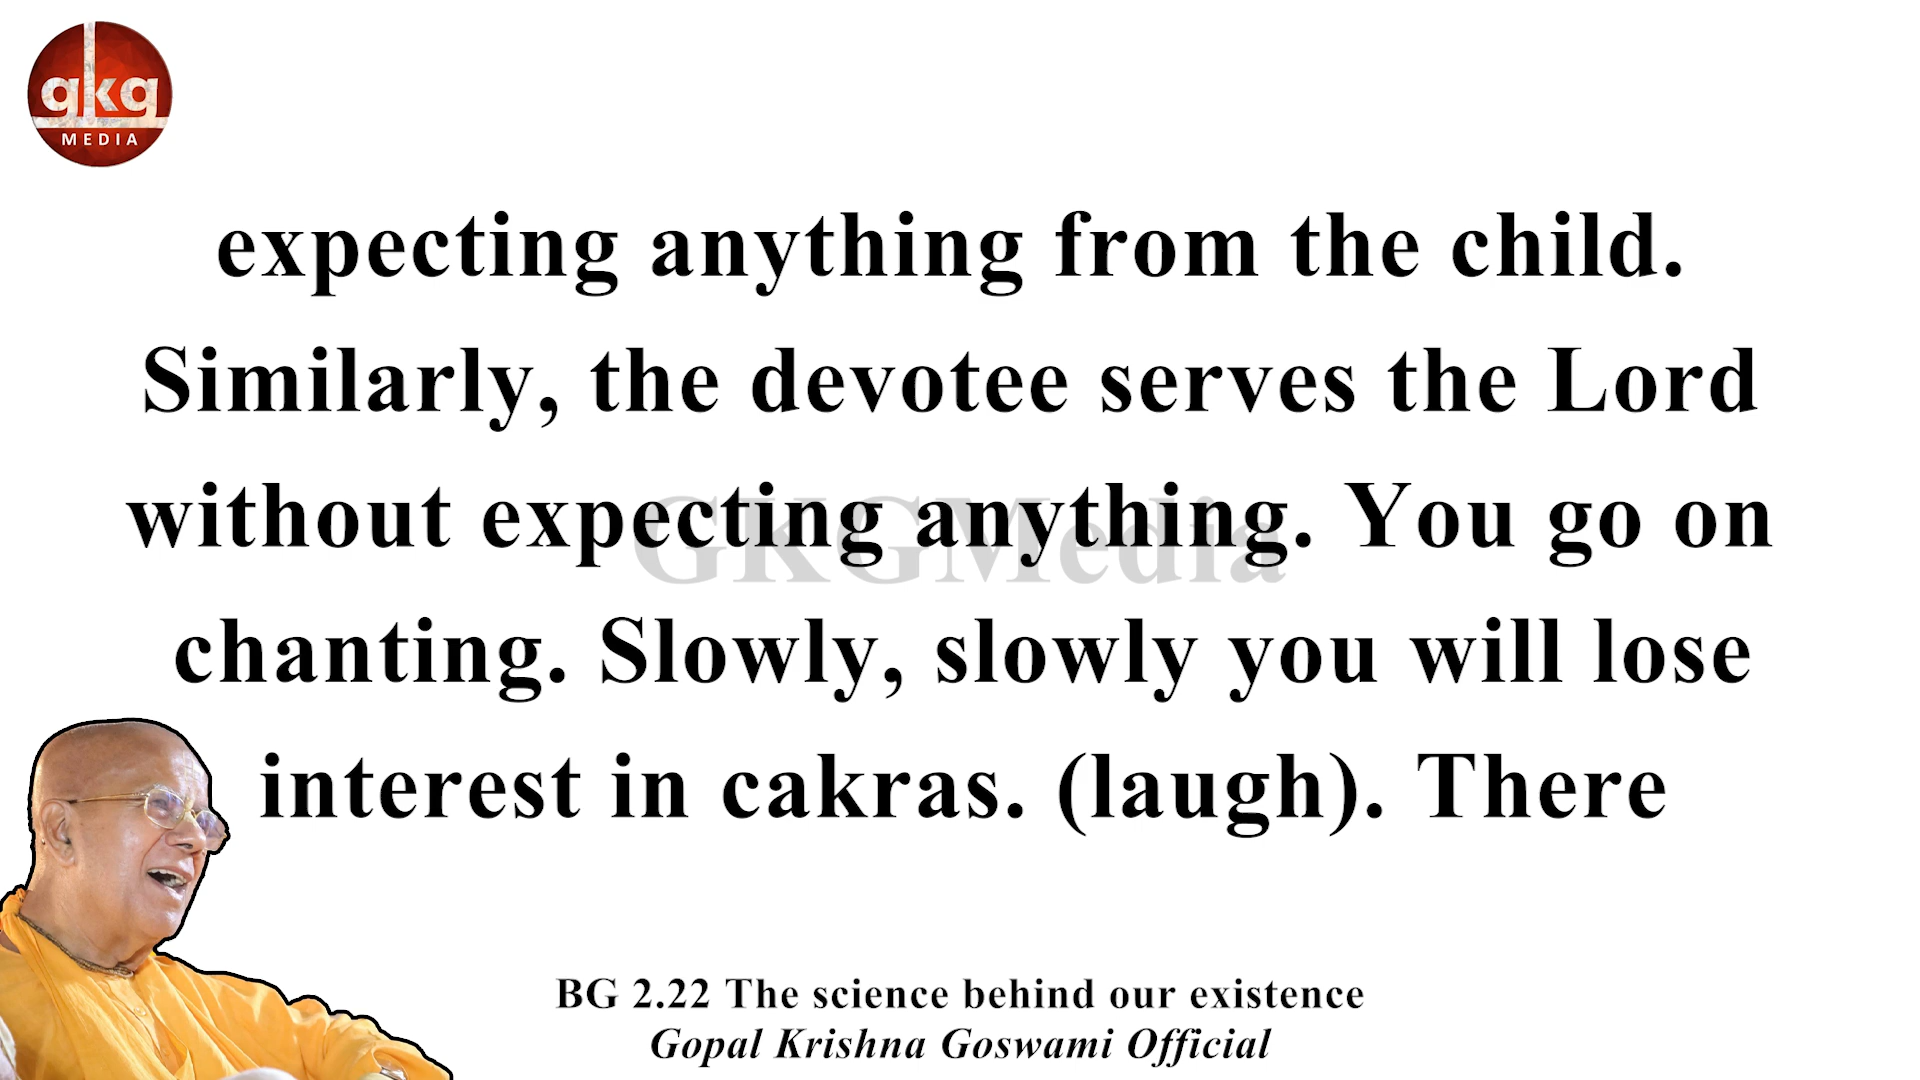 gkg
MEDIA
expecting anything from the child.
Similarly, the devotee serves the Lord
without expecting anything. You go on
GKGMedia
chanting. Slowly, slowly you will lose
interest in cakras. (laugh). There
BG 2.22 The science behind our existence
Gopal Krishna Goswami Official